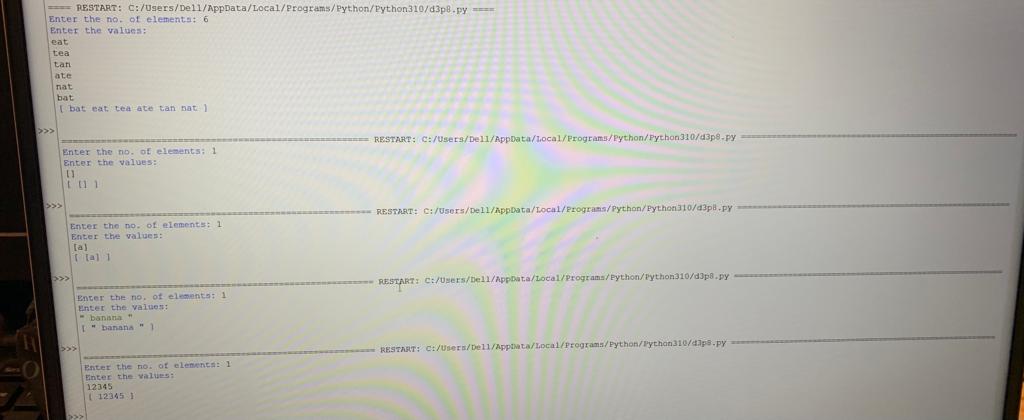 ==== RESTART: C:/Users/Dell/AppData/Local/Programs/Python/Python310/d3p8.py ====
Enter the no. of elements: 6
Enter the values:
eat
tea
tan
ate
nat
bat
[ bat eat tea ate tan nat ]
>>>
RESTART: C:/Users/Dell/AppData/Local/Programs/Python/Python310/d3p8.py
Enter the no. of elements: 1
Enter the values:
[]
[ [] ]
>>>
RESTART: C:/Users/Dell/AppData/Local/Programs/Python/Python310/d3p8.py
Enter the no. of elements: 1
Enter the values:
[a]
[ [a] ]
>>>
RESTART: C:/Users/Dell/AppData/Local/Programs/Python/Python310/d3p8.py
Enter the no. of elements: 1
Enter the values:
" banana "
[ " banana " ]
>>>
RESTART: C:/Users/Dell/AppData/Local/Programs/Python/Python310/d3p8.py
Enter the no. of elements: 1
Enter the values:
12345
[ 12345 ]
>>>